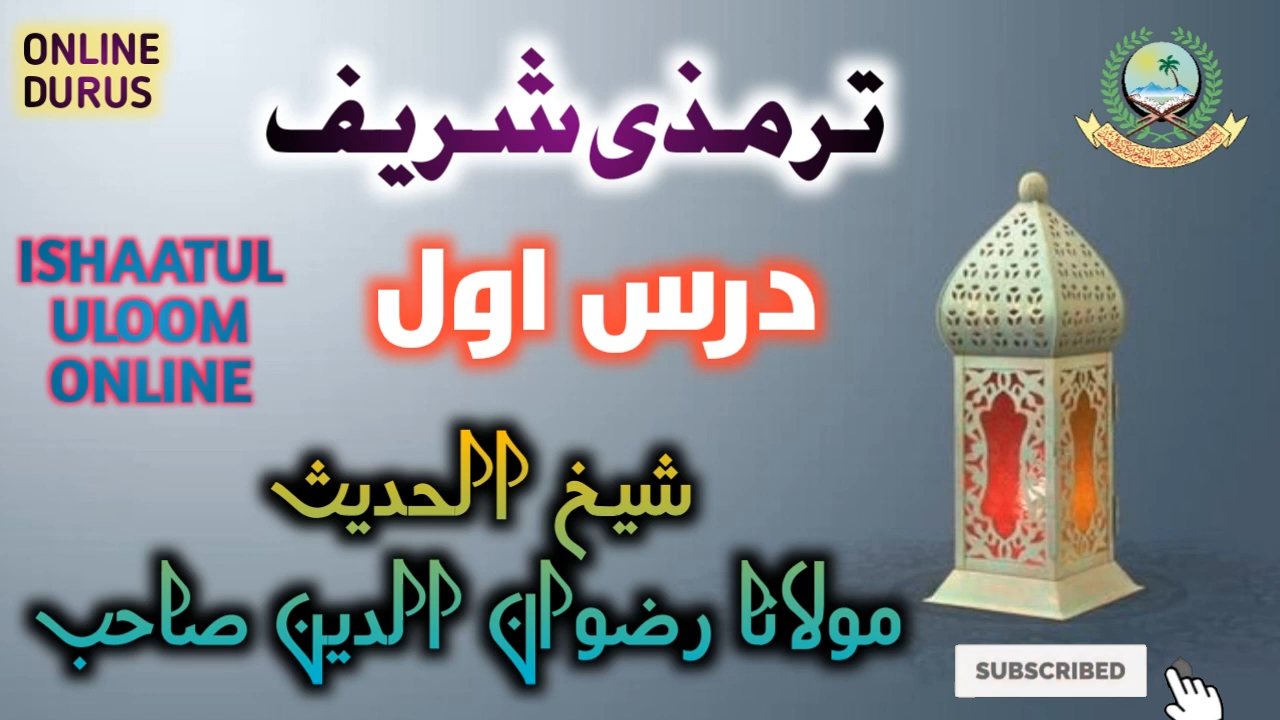 ONLINE
DURUS
ترمذی شریف
ISHAATUL
ULOOM
ONLINE
درس اول
شیخ الحدیث
مولانا رضوان الدین صاحب
SUBSCRIBED